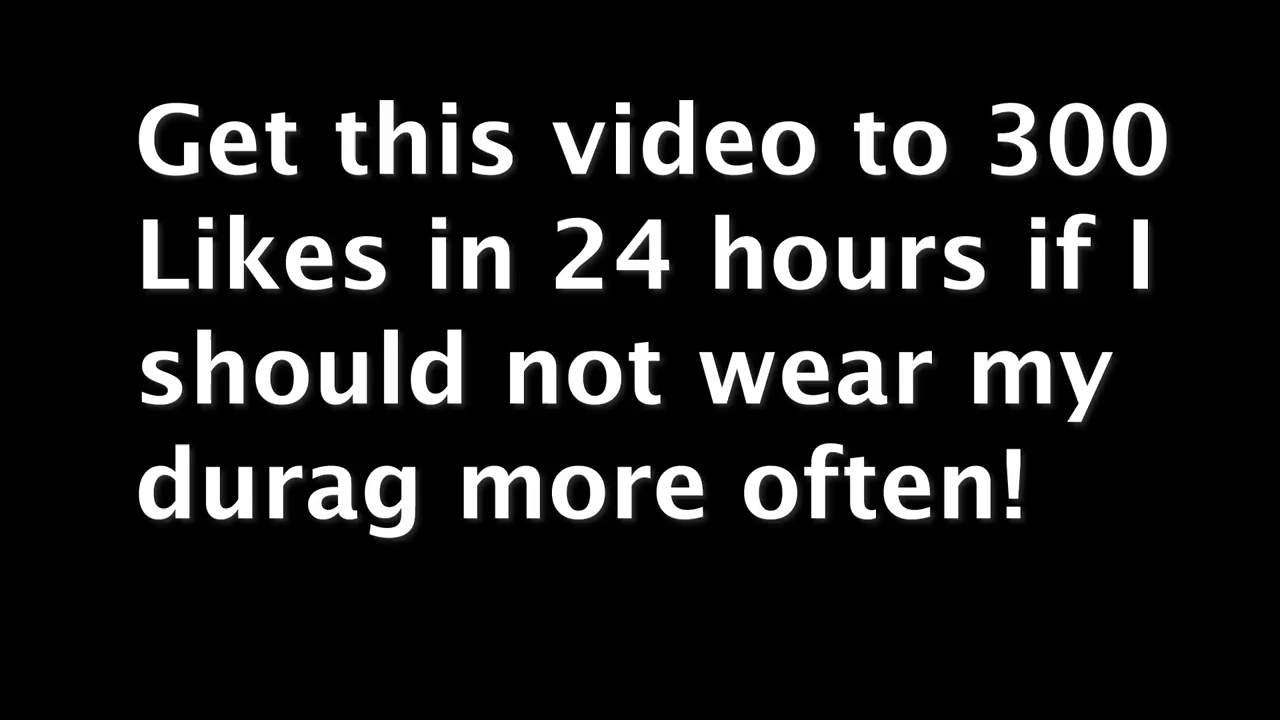 Get this video to 300
Likes in 24 hours if I
should not wear my
durag more often!